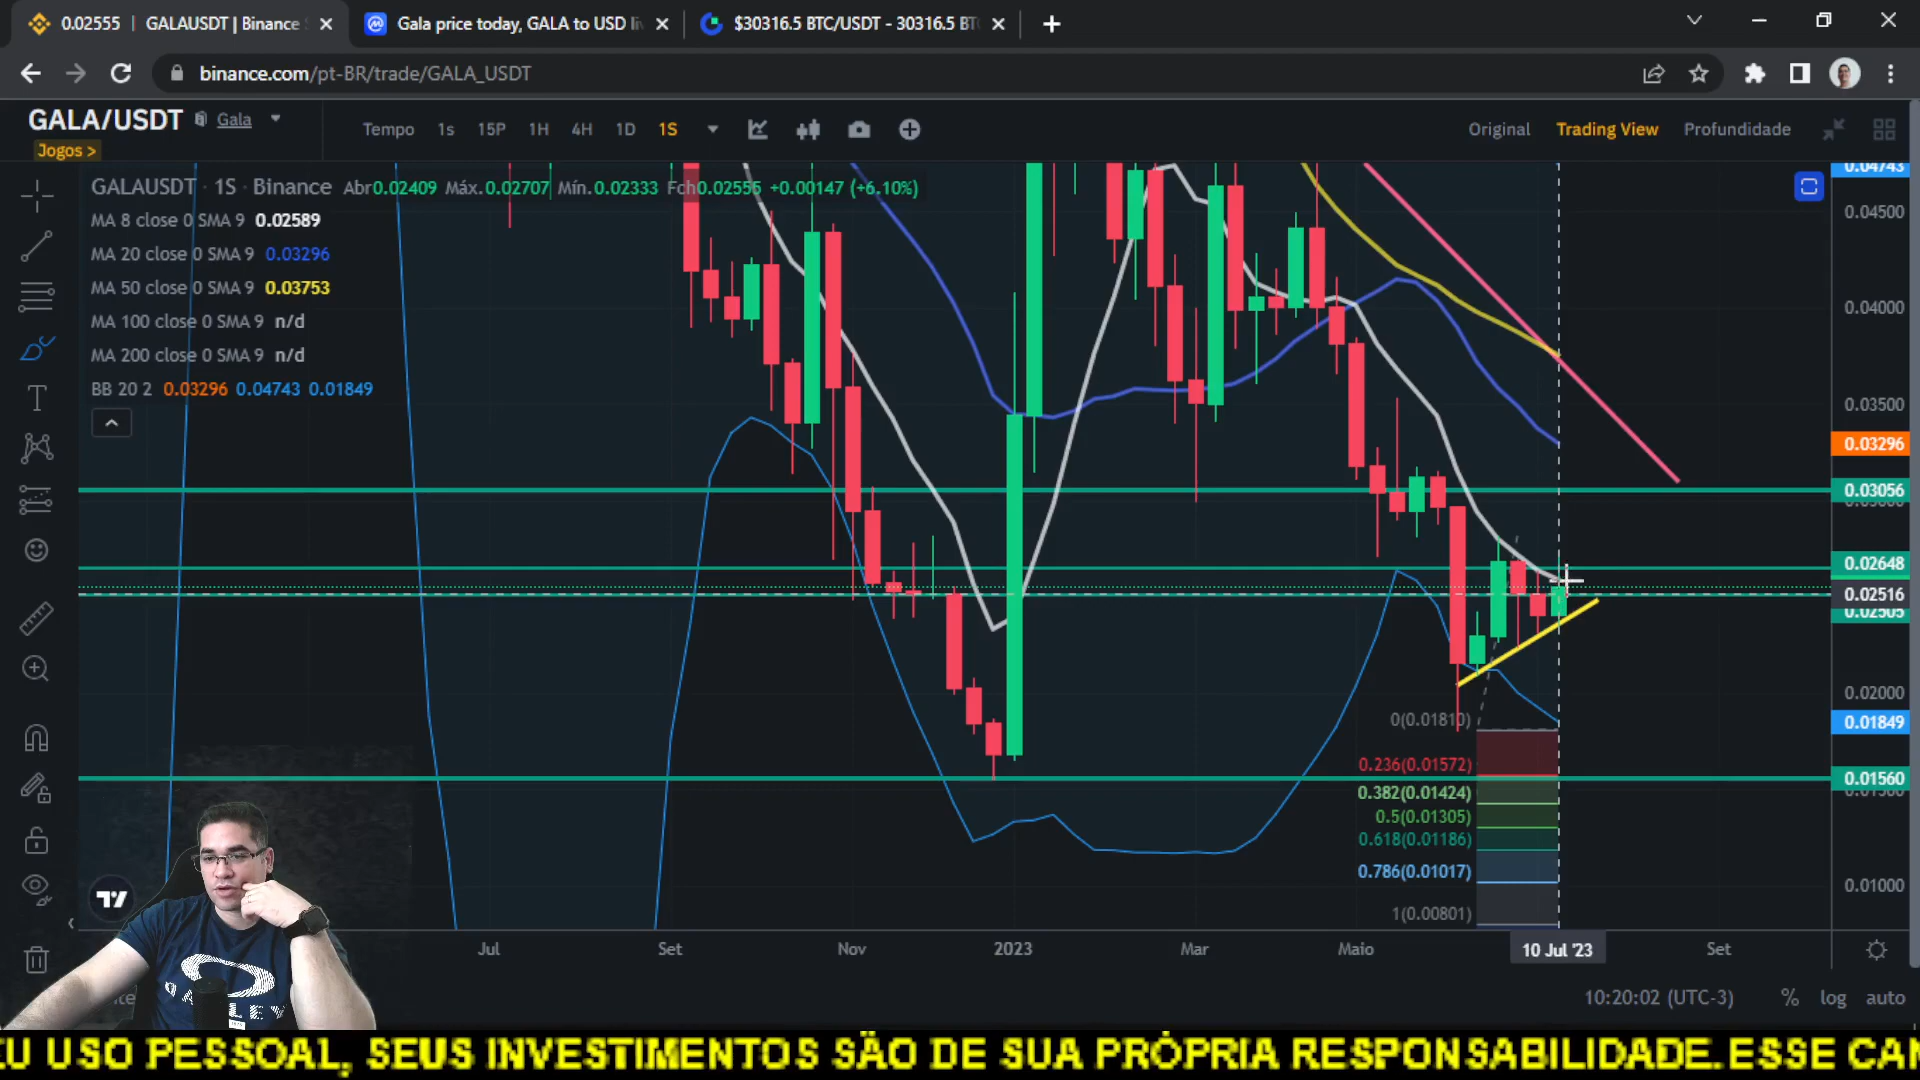 0.02555 | GALAUSDT | Binance
Gala price today, GALA to USD li
$30316.5 BTC/USDT - 30316.5 BT
binance.com/pt-BR/trade/GALA_USDT
GALA/USDT Gala
Jogos >
Tempo 1s 15P 1H 4H 1D 1S
Original Trading View Profundidade
GALAUSDT · 1S · Binance Abr0.02409 Máx.0.02707 Mín.0.02333 Fch0.02555 +0.00147 (+6.10%)
MA 8 close 0 SMA 9 0.02589
MA 20 close 0 SMA 9 0.03296
MA 50 close 0 SMA 9 0.03753
MA 100 close 0 SMA 9 n/d
MA 200 close 0 SMA 9 n/d
BB 20 2 0.03296 0.04743 0.01849
0.04743
0.04500
0.04000
0.03500
0.03296
0.03056
0.02648
0.02516
0.02505
0.02000
0.01849
0.01560
0.01000
0(0.01810)
0.236(0.01572)
0.382(0.01424)
0.5(0.01305)
0.618(0.01186)
0.786(0.01017)
1(0.00801)
Jul Set Nov 2023 Mar Maio 10 Jul '23 Set
10:20:02 (UTC-3) % log auto
EU USO PESSOAL, SEUS INVESTIMENTOS SÃO DE SUA PRÓPRIA RESPONSABILIDADE.ESSE CAN